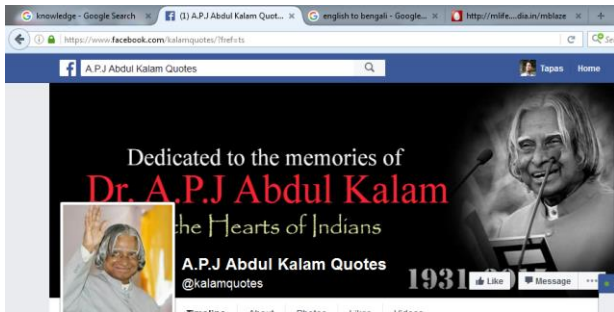 knowledge - Google Search
(1) A.P.J Abdul Kalam Quot...
english to bengali - Google...
http://mlife....dia.in/mblaze
https://www.facebook.com/kalamquotes/?fref=ts
A.P.J Abdul Kalam Quotes
Tapas Home
Dedicated to the memories of
Dr. A.P.J Abdul Kalam
the Hearts of Indians
A.P.J Abdul Kalam Quotes
@kalamquotes
1931
Like Message
Timeline About Photos Likes Videos